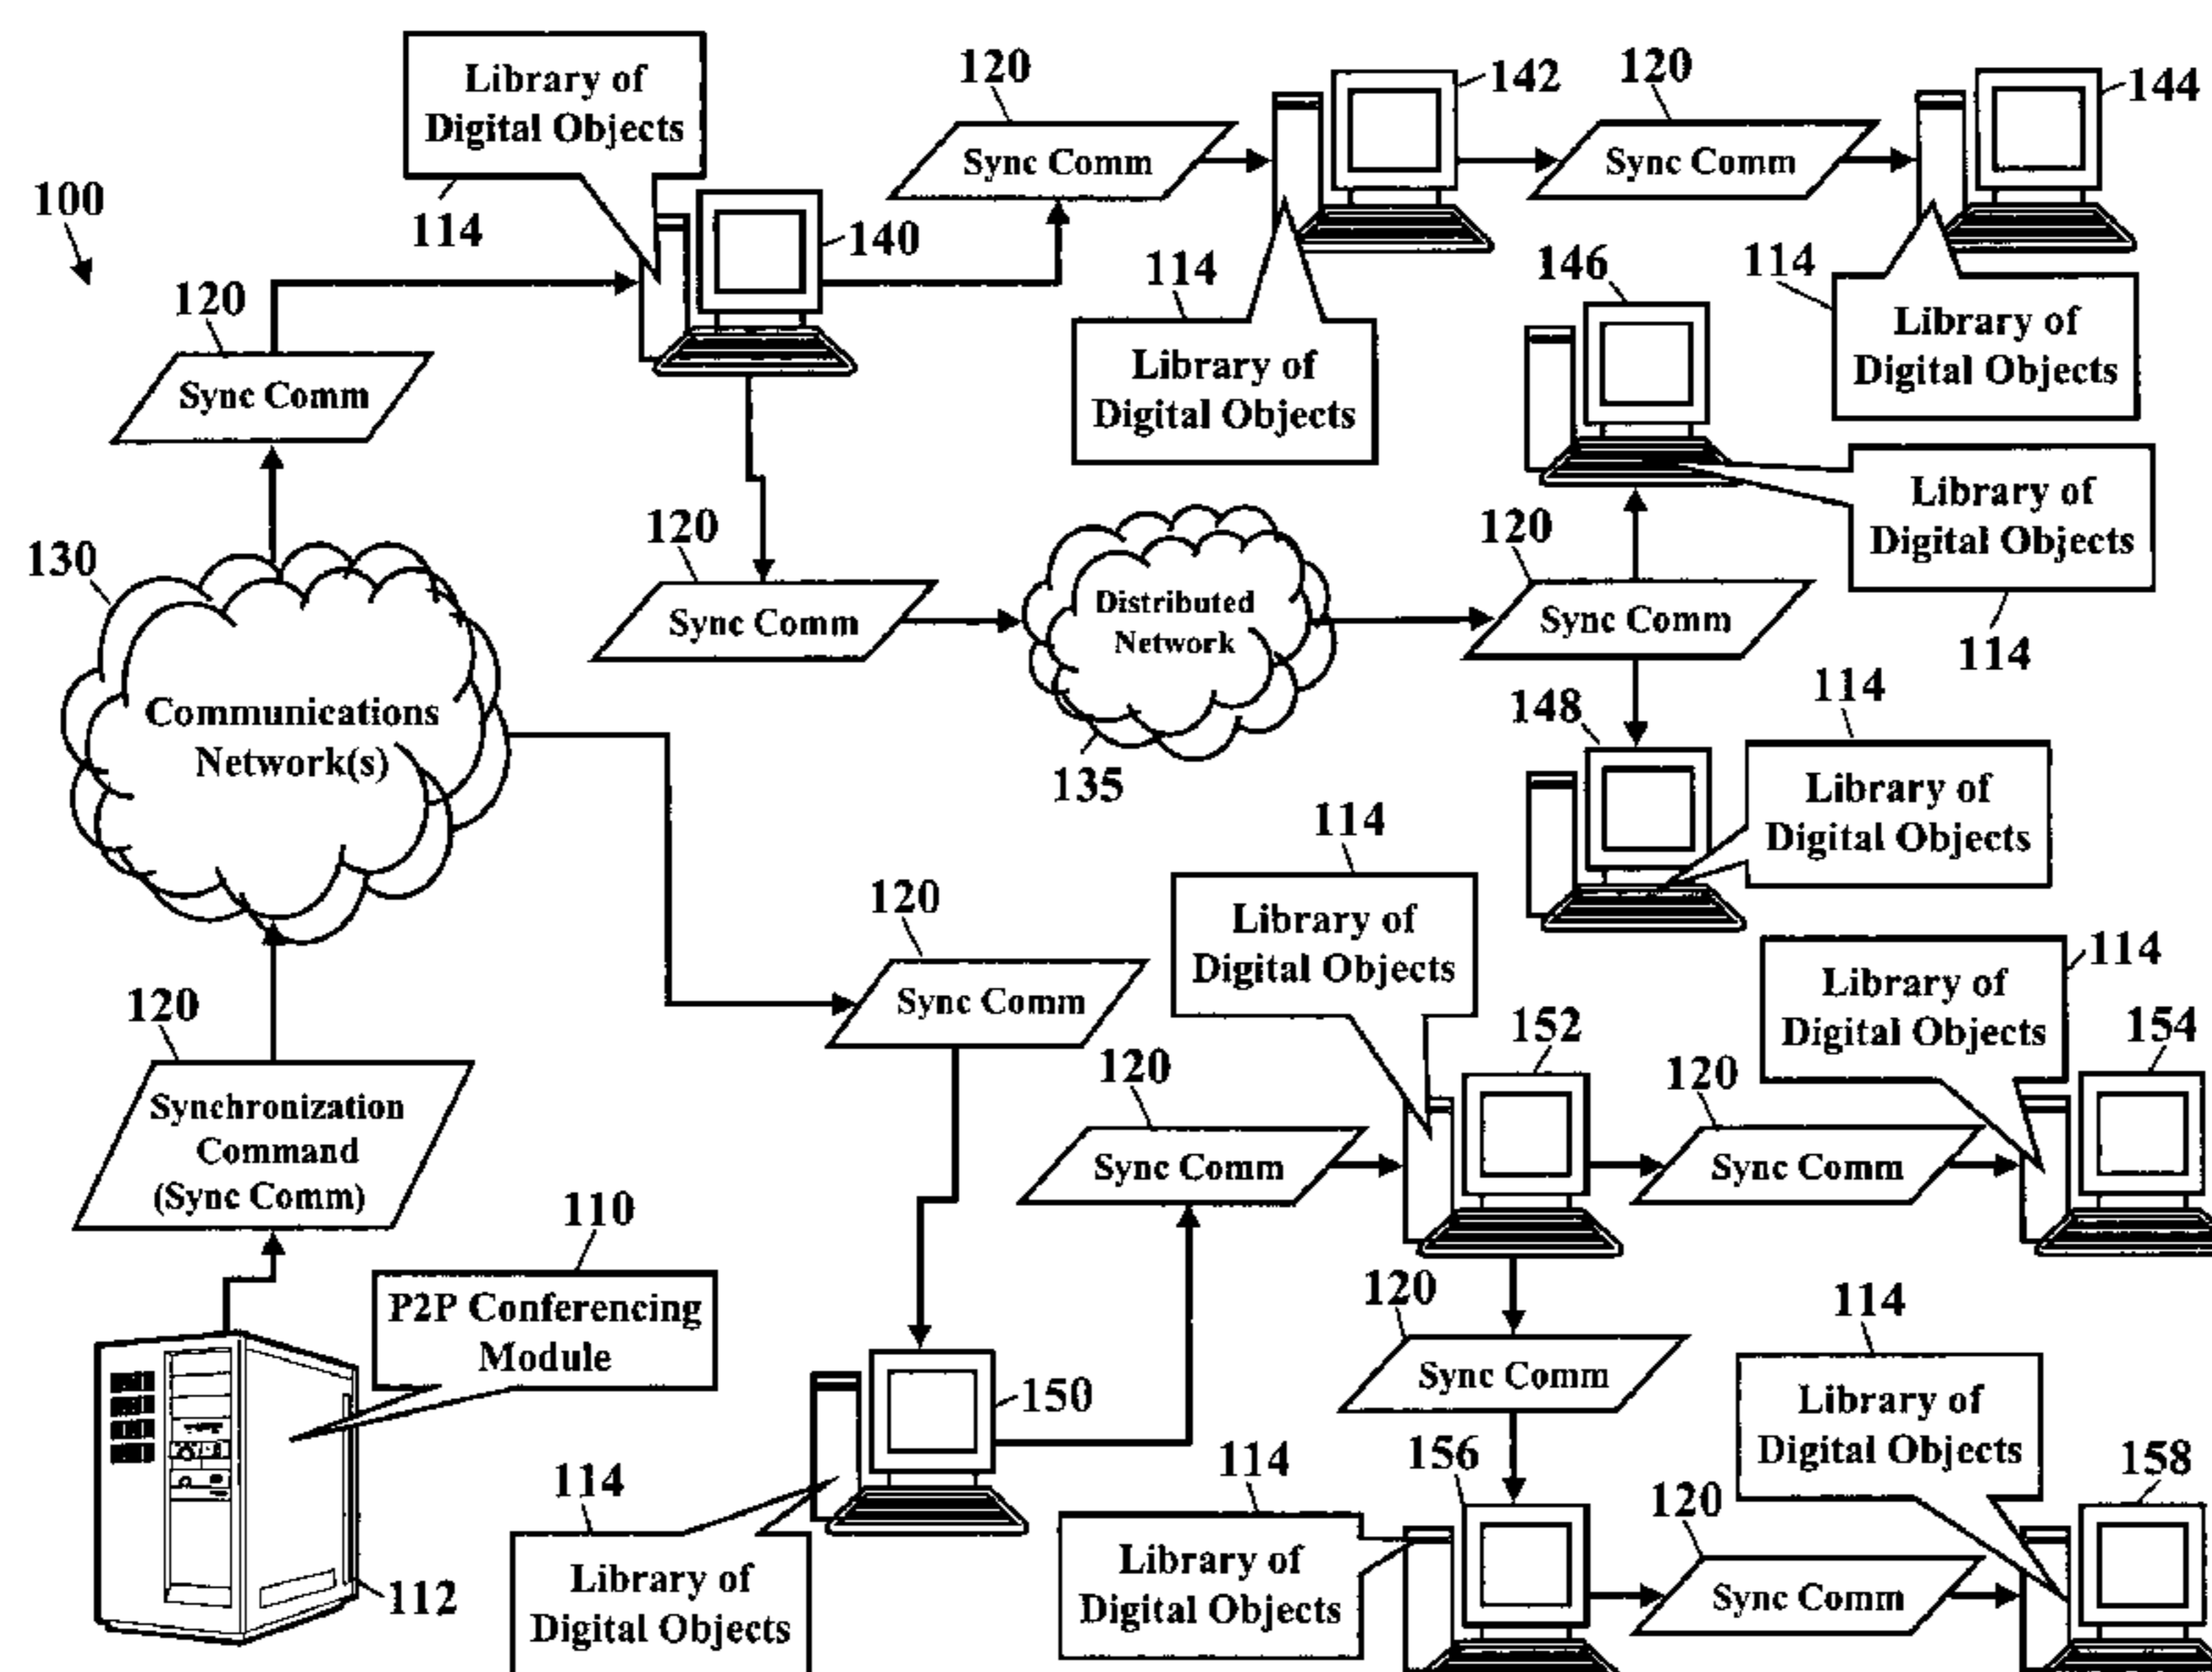 Library of
Digital Objects
114
120
Sync Comm
142
120
Sync Comm
144
100
140
120
Sync Comm
114
Library of
Digital Objects
146
114
Library of
Digital Objects
Library of
Digital Objects
114
130
Communications
Network(s)
120
Sync Comm
Distributed
Network
135
120
Sync Comm
148
114
Library of
Digital Objects
120
Sync Comm
114
Library of
Digital Objects
114
Library of
Digital Objects
120
Synchronization
Command
(Sync Comm)
120
Sync Comm
152
120
Sync Comm
154
110
P2P Conferencing
Module
112
150
114
Library of
Digital Objects
120
Sync Comm
114
Library of
Digital Objects
114
Library of
Digital Objects
156
120
Sync Comm
158